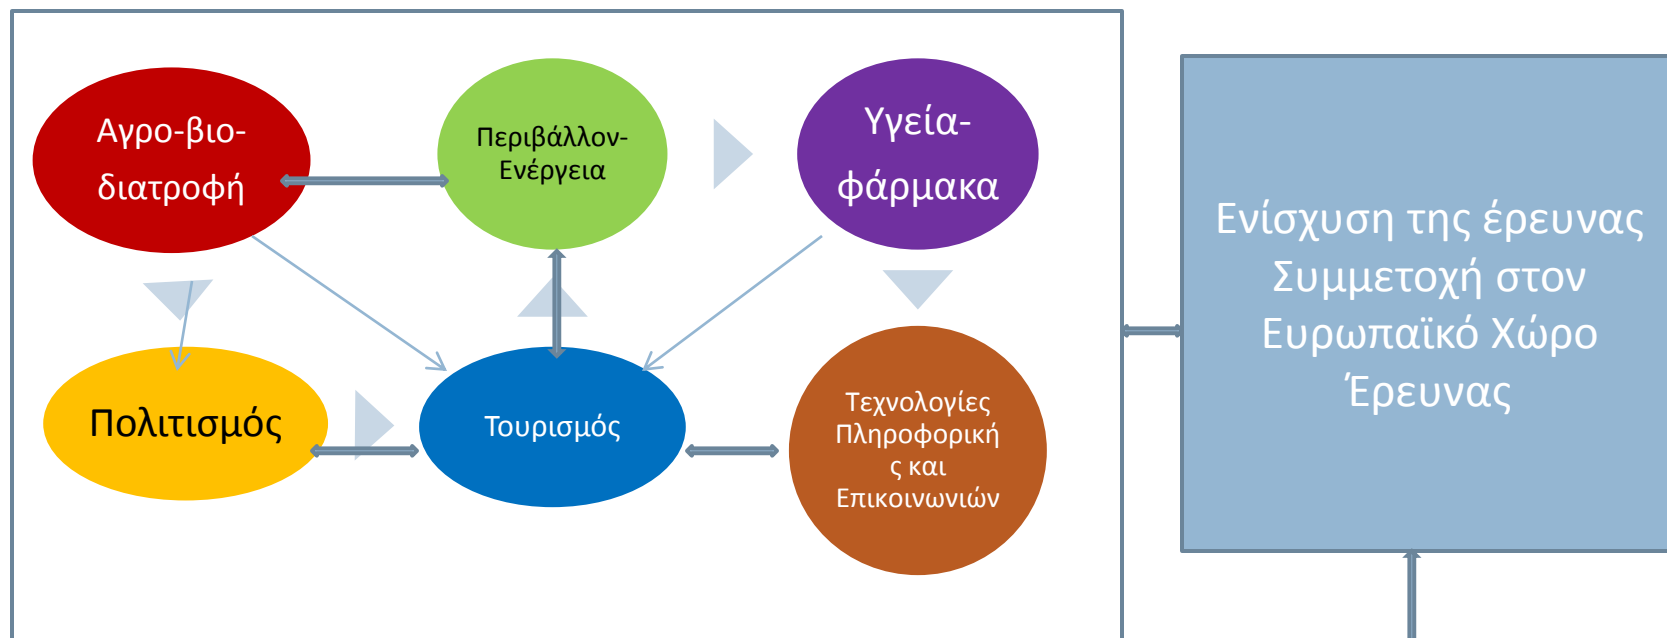 Αγρο-βιο-
διατροφή
Περιβάλλον-
Ενέργεια
Υγεία-
φάρμακα
Πολιτισμός
Τουρισμός
Τεχνολογίες
Πληροφορική
ς και
Επικοινωνιών
Ενίσχυση της έρευνας
Συμμετοχή στον
Ευρωπαϊκό Χώρο
Έρευνας